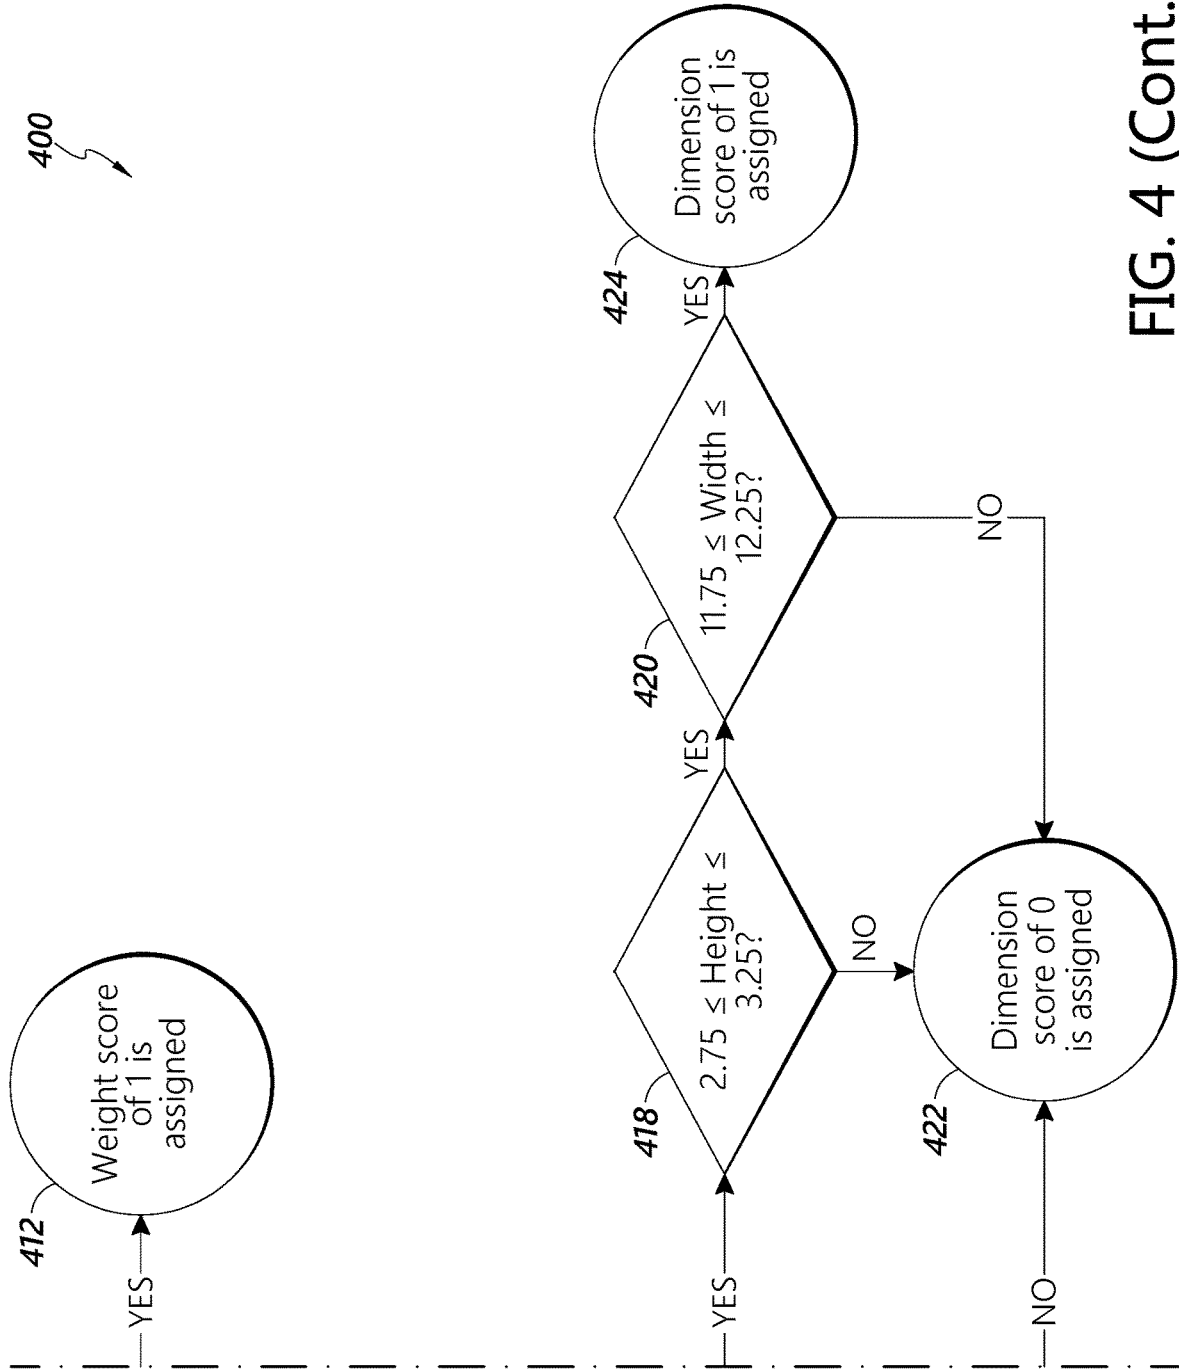 400
412
Weight score
of 1 is
assigned
YES
424
Dimension
score of 1 is
assigned
YES
420
11.75 ≤ Width ≤
12.25?
YES
NO
418
2.75 ≤ Height ≤
3.25?
NO
YES
422
Dimension
score of 0
is assigned
NO
FIG. 4 (Cont.